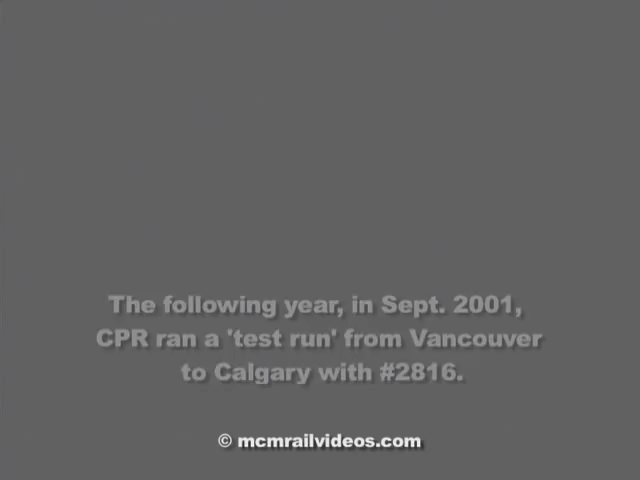 The following year, in Sept. 2001,
CPR ran a 'test run' from Vancouver
to Calgary with #2816.
© mcmrailvideos.com